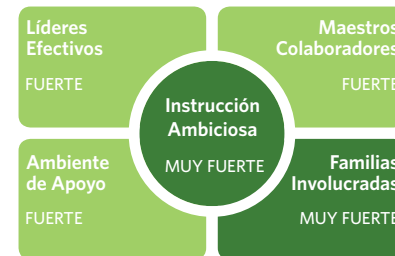 Líderes
Efectivos
FUERTE
Maestros
Colaboradores
FUERTE
Instrucción
Ambiciosa
MUY FUERTE
Ambiente
de Apoyo
FUERTE
Familias
Involucradas
MUY FUERTE